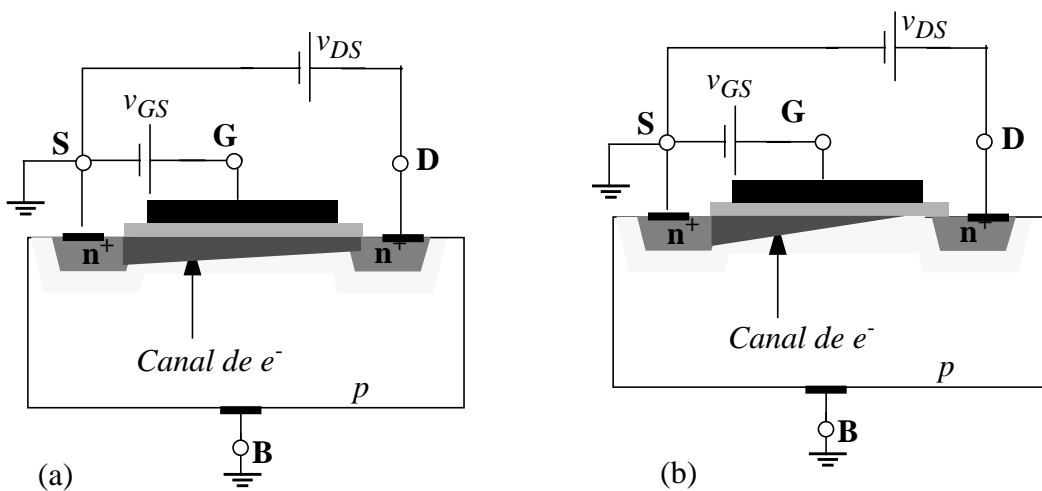 v_DS
v_GS
S
G
D
n⁺
n⁺
Canal de e⁻
p
B
(a)
v_DS
v_GS
S
G
D
n⁺
n⁺
Canal de e⁻
p
B
(b)